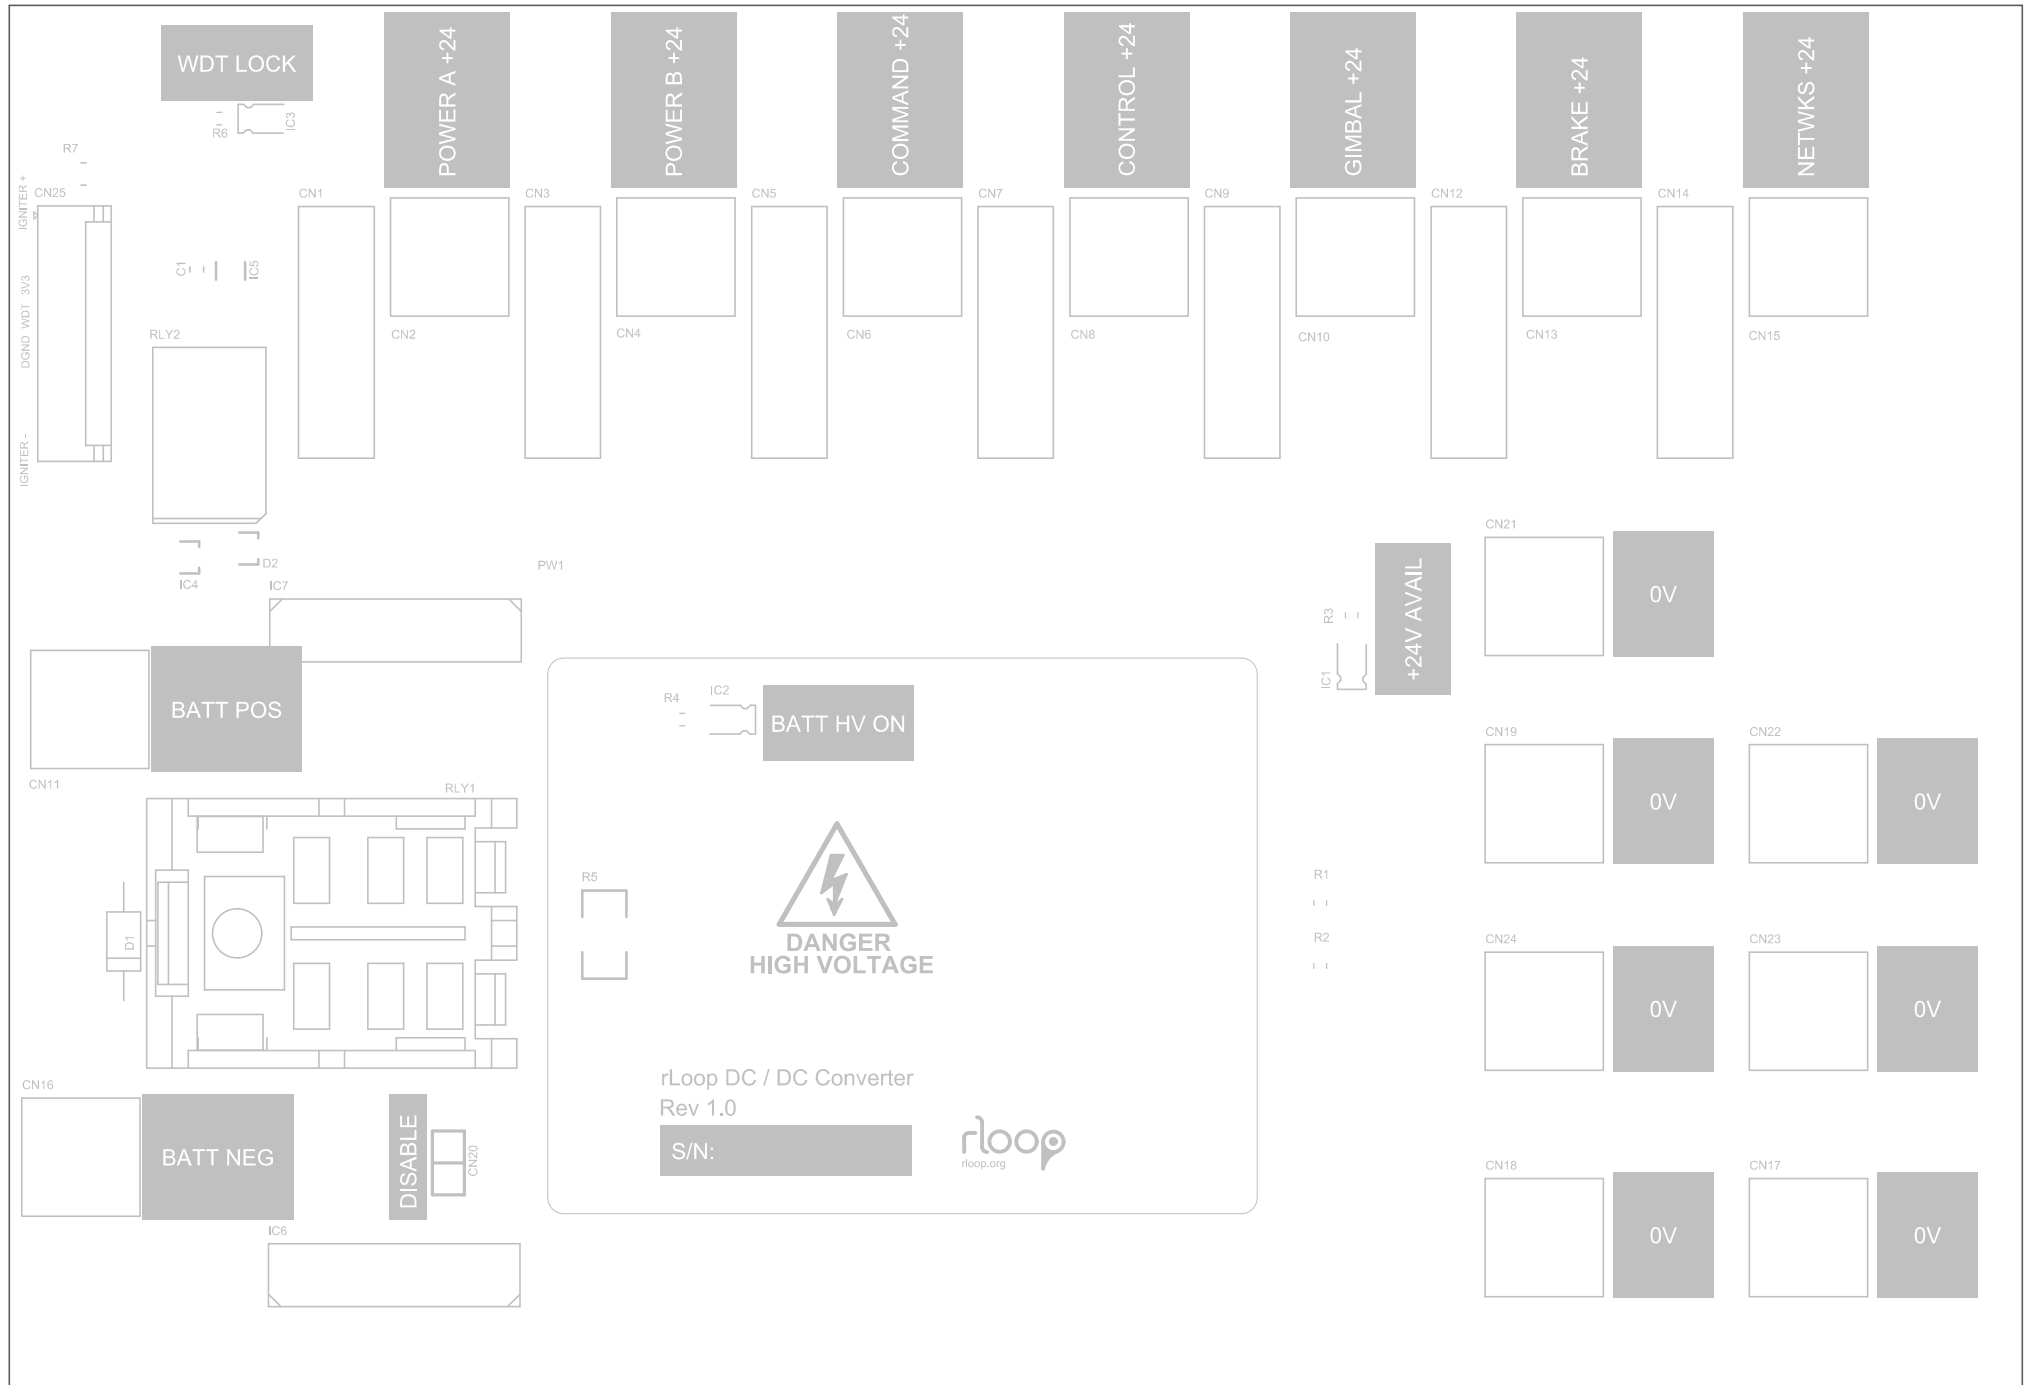 WDT LOCK
POWER A +24
POWER B +24
COMMAND +24
CONTROL +24
GIMBAL +24
BRAKE +24
NETWKS +24
R6
IC3
R7
IGNITER +
CN25
CN1
CN3
CN5
CN7
CN9
CN12
CN14
C1
IC5
DGND WDT 3V3
RLY2
CN2
CN4
CN6
CN8
CN10
CN13
CN15
IGNITER -
IC4
D2
IC7
PW1
CN21
0V
+24V AVAIL
R3
IC1
BATT POS
CN11
R4
IC2
BATT HV ON
CN19
0V
CN22
0V
RLY1
D1
R5
DANGER
HIGH VOLTAGE
R1
R2
CN24
0V
CN23
0V
CN16
BATT NEG
DISABLE
CN20
rLoop DC / DC Converter
Rev 1.0
S/N:
rloop
rloop.org
CN18
0V
CN17
0V
IC6